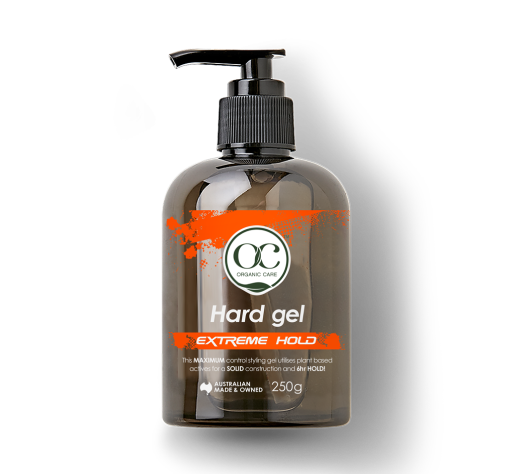 OC
ORGANIC CARE
Hard gel
EXTREME HOLD
This MAXIMUM control styling gel utilises plant based
actives for a SOLID construction and 6hr HOLD!
AUSTRALIAN
MADE & OWNED
250g